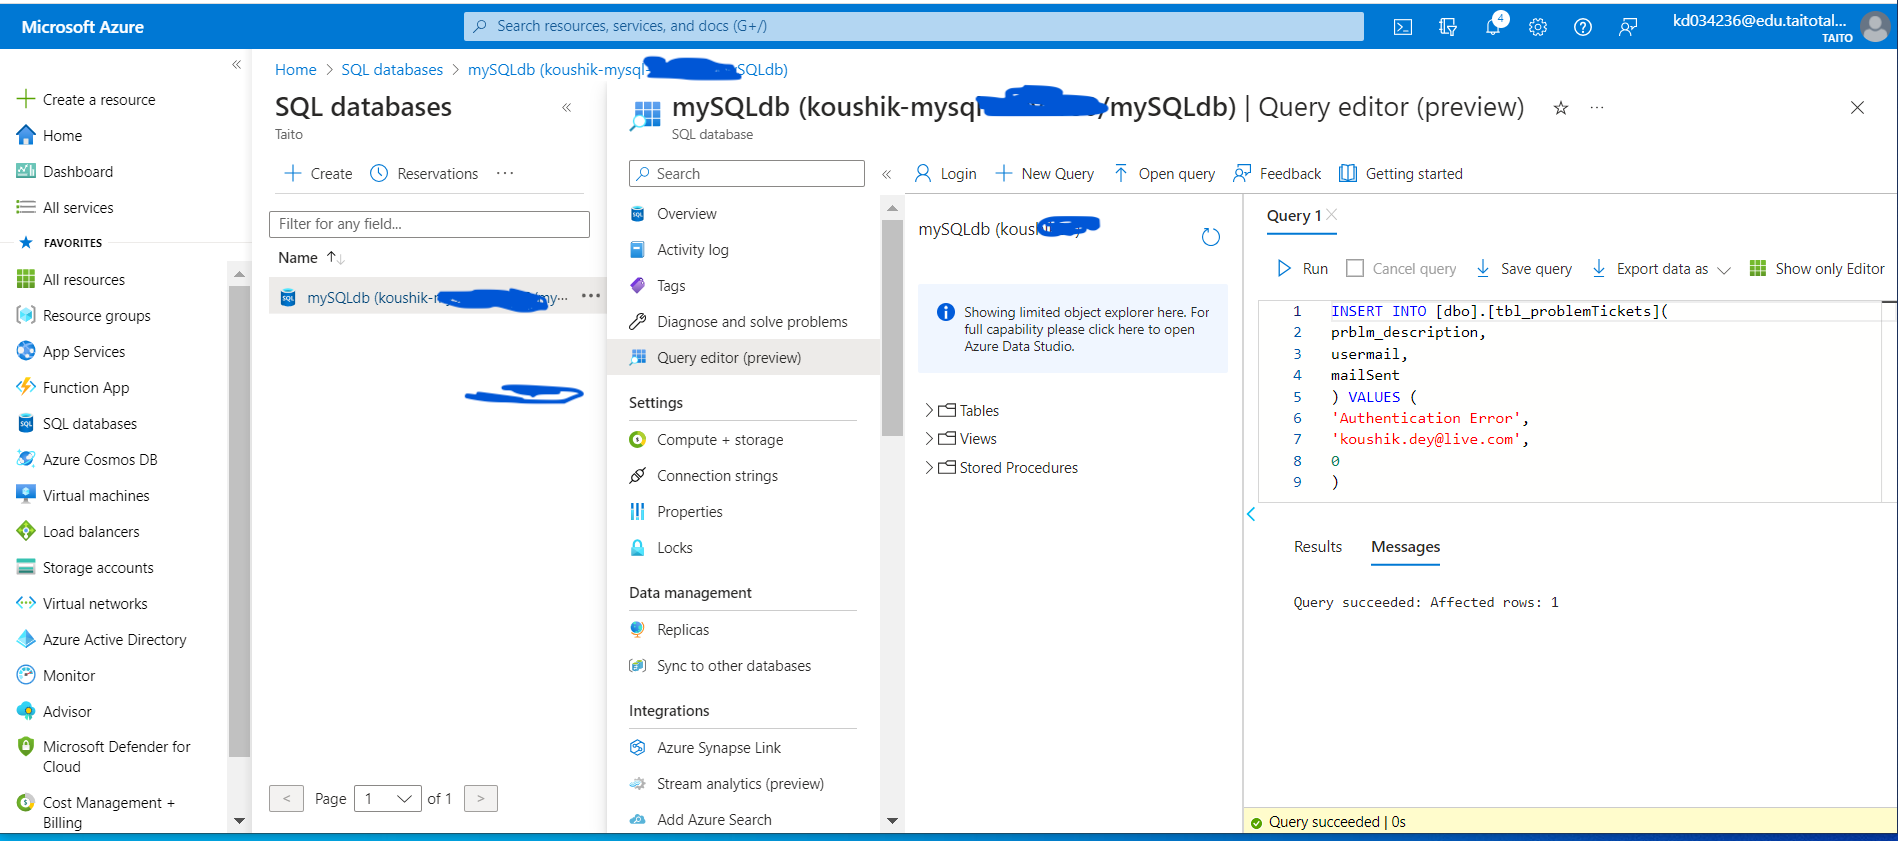 Microsoft Azure
Search resources, services, and docs (G+/)
4
kd034236@edu.taitotal...
TAITO
Create a resource
Home
Dashboard
All services
FAVORITES
All resources
Resource groups
App Services
Function App
SQL databases
Azure Cosmos DB
Virtual machines
Load balancers
Storage accounts
Virtual networks
Azure Active Directory
Monitor
Advisor
Microsoft Defender for
Cloud
Cost Management +
Billing
Home > SQL databases > mySQLdb (koushik-mysql- SQLdb)
SQL databases
Taito
Create
Reservations
Filter for any field...
Name
mySQLdb (koushik- my...
< Page 1 of 1 >
mySQLdb (koushik-mysql /mySQLdb) | Query editor (preview)
SQL database
Search
Overview
Activity log
Tags
Diagnose and solve problems
Query editor (preview)
Settings
Compute + storage
Connection strings
Properties
Locks
Data management
Replicas
Sync to other databases
Integrations
Azure Synapse Link
Stream analytics (preview)
Add Azure Search
Login
New Query
Open query
Feedback
Getting started
mySQLdb
Showing limited object explorer here. For
full capability please click here to open
Azure Data Studio.
Tables
Views
Stored Procedures
Query 1
Run
Cancel query
Save query
Export data as
Show only Editor
1 INSERT INTO [dbo].[tbl_problemTickets](
2 prblm_description,
3 usermail,
4 mailSent
5 ) VALUES (
6 'Authentication Error',
7 'koushik.dey@live.com',
8 0
9 )
Results
Messages
Query succeeded: Affected rows: 1
Query succeeded | 0s